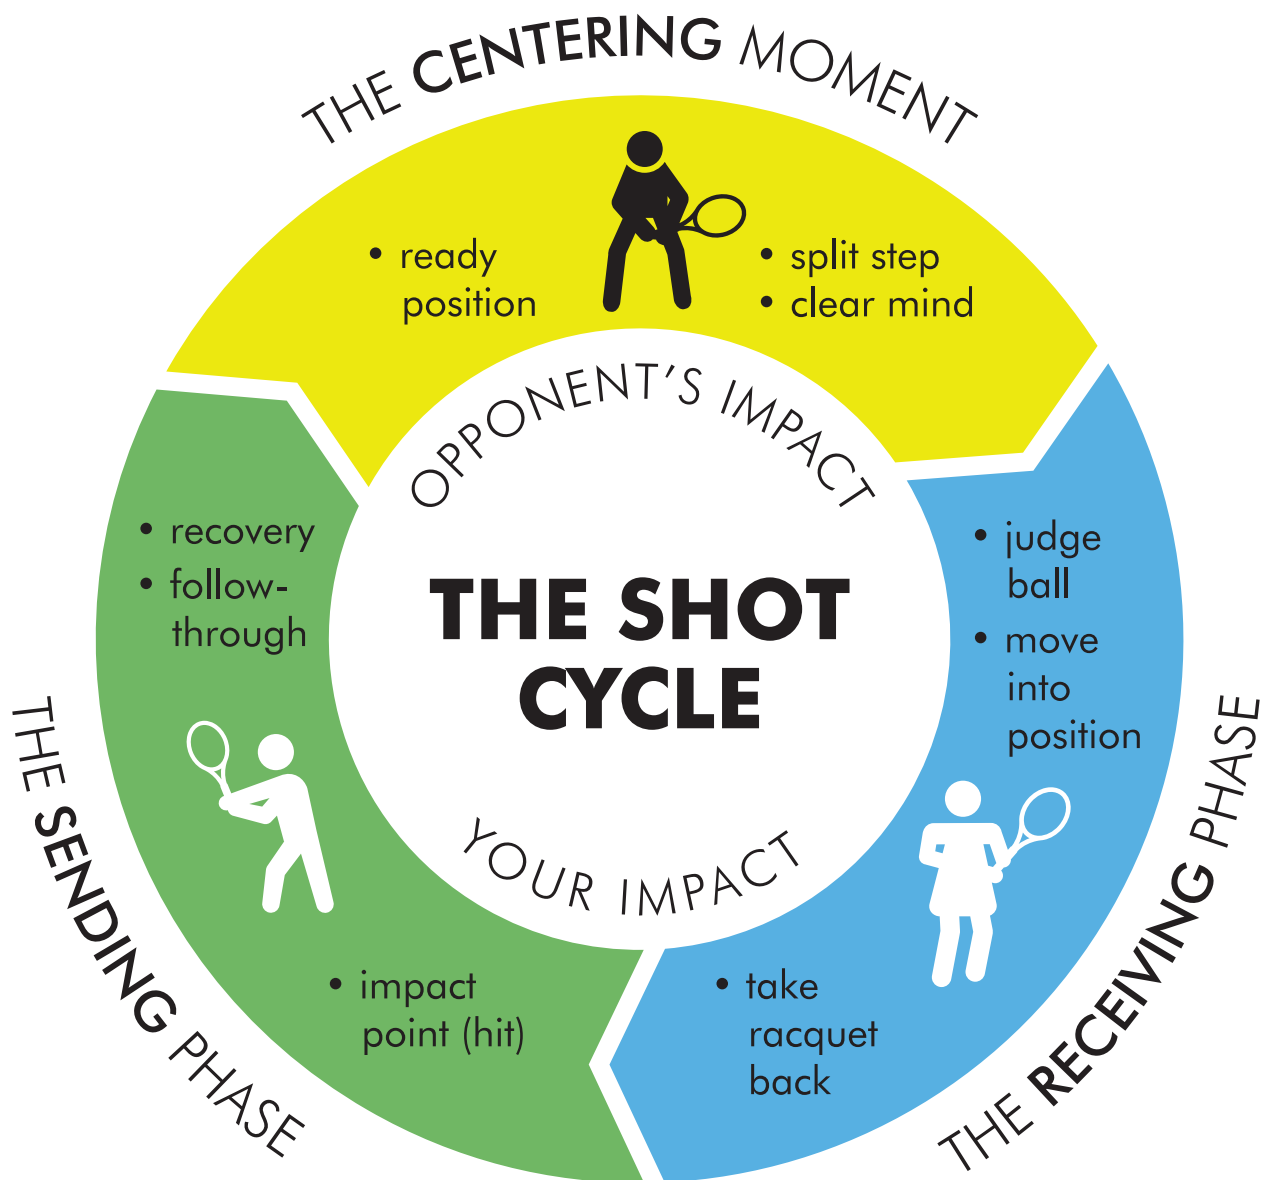 THE CENTERING MOMENT
• ready
position
• split step
• clear mind
OPPONENT'S IMPACT
THE SHOT
CYCLE
YOUR IMPACT
• judge
ball
• move
into
position
• take
racquet
back
THE RECEIVING PHASE
• impact
point (hit)
• recovery
• follow-
through
THE SENDING PHASE